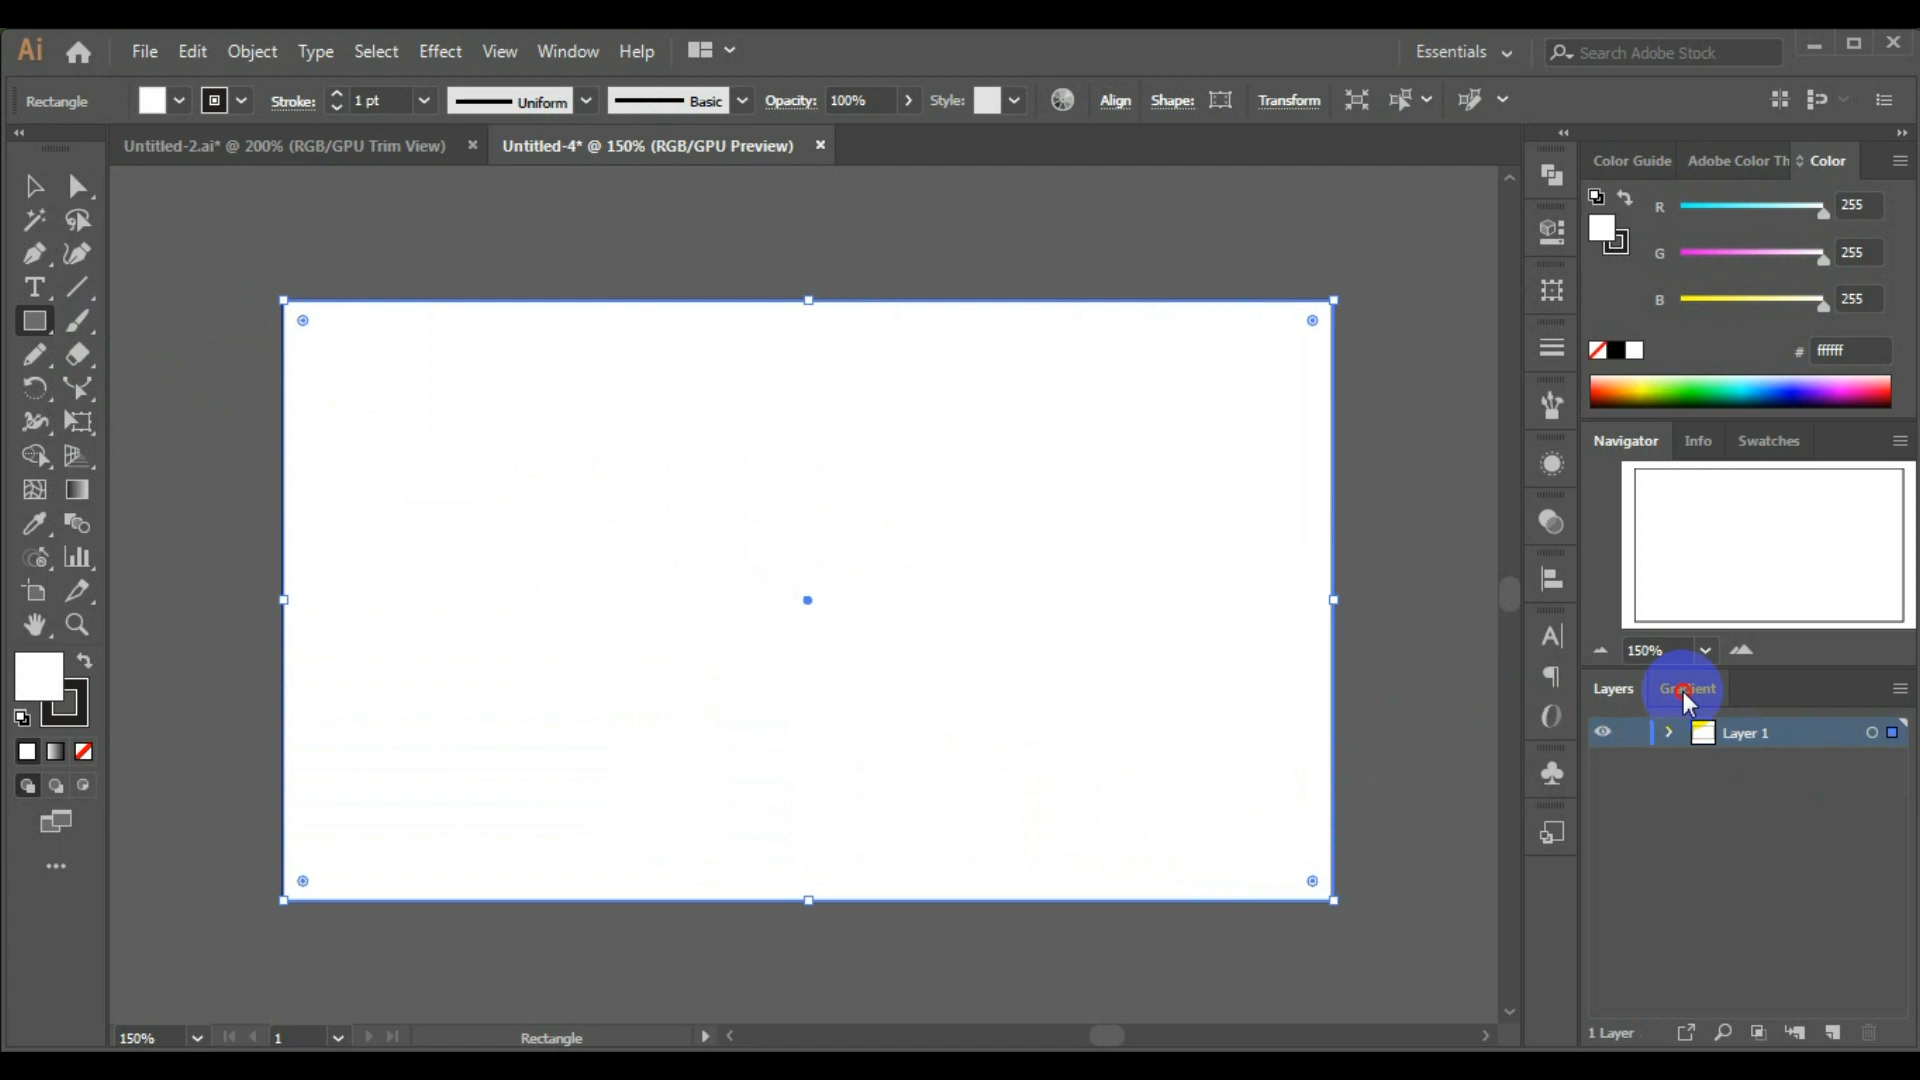 Ai File Edit Object Type Select Effect View Window Help Essentials Search Adobe Stock
Rectangle Stroke: 1 pt Uniform Basic Opacity: 100% Style: Align Shape: Transform
Untitled-2.ai* @ 200% (RGB/GPU Trim View) Untitled-4* @ 150% (RGB/GPU Preview)
Color Guide Adobe Color Th Color
R 255
G 255
B 255
# ffffff
Navigator Info Swatches
150%
Layers Gradient
Layer 1
1 Layer
150% 1 Rectangle